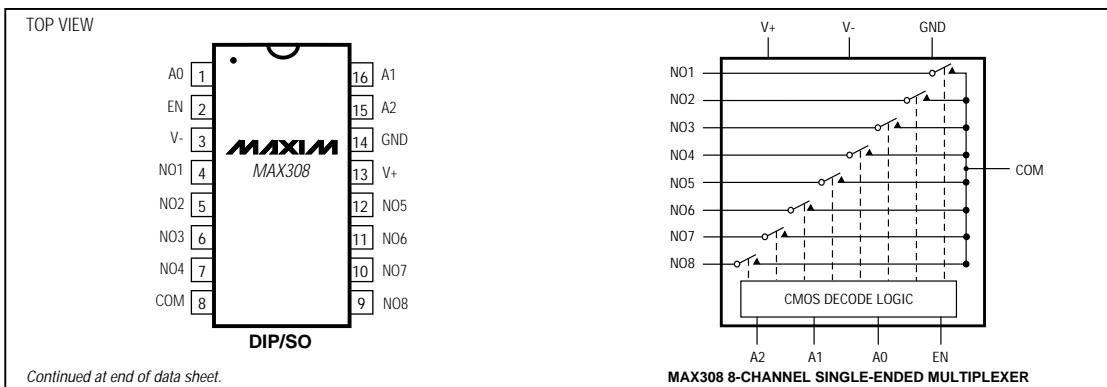 TOP VIEW
A0 1
EN 2
V- 3
NO1 4
NO2 5
NO3 6
NO4 7
COM 8
MAXIM
MAX308
16 A1
15 A2
14 GND
13 V+
12 NO5
11 NO6
10 NO7
9 NO8
DIP/SO
Continued at end of data sheet.
V+ V- GND
NO1
NO2
NO3
NO4
NO5
NO6
NO7
NO8
COM
CMOS DECODE LOGIC
A2 A1 A0 EN
MAX308 8-CHANNEL SINGLE-ENDED MULTIPLEXER